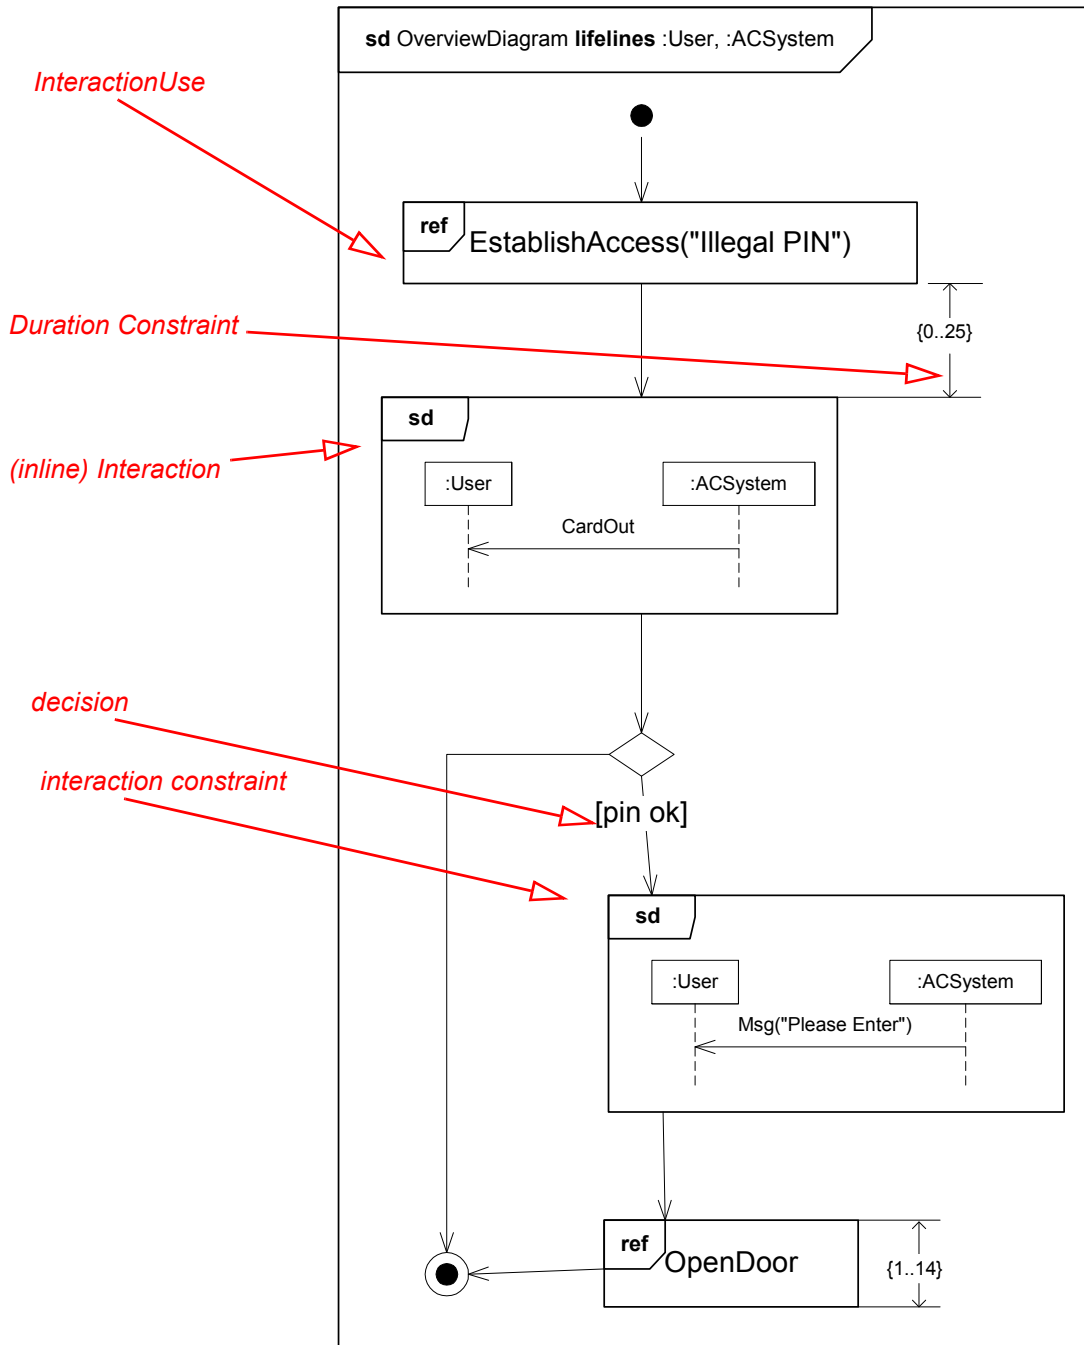 sd OverviewDiagram lifelines :User, :ACSystem
InteractionUse
ref
EstablishAccess("Illegal PIN")
Duration Constraint
{0..25}
sd
(inline) Interaction
:User
:ACSystem
CardOut
decision
interaction constraint
[pin ok]
sd
:User
:ACSystem
Msg("Please Enter")
ref
OpenDoor
{1..14}